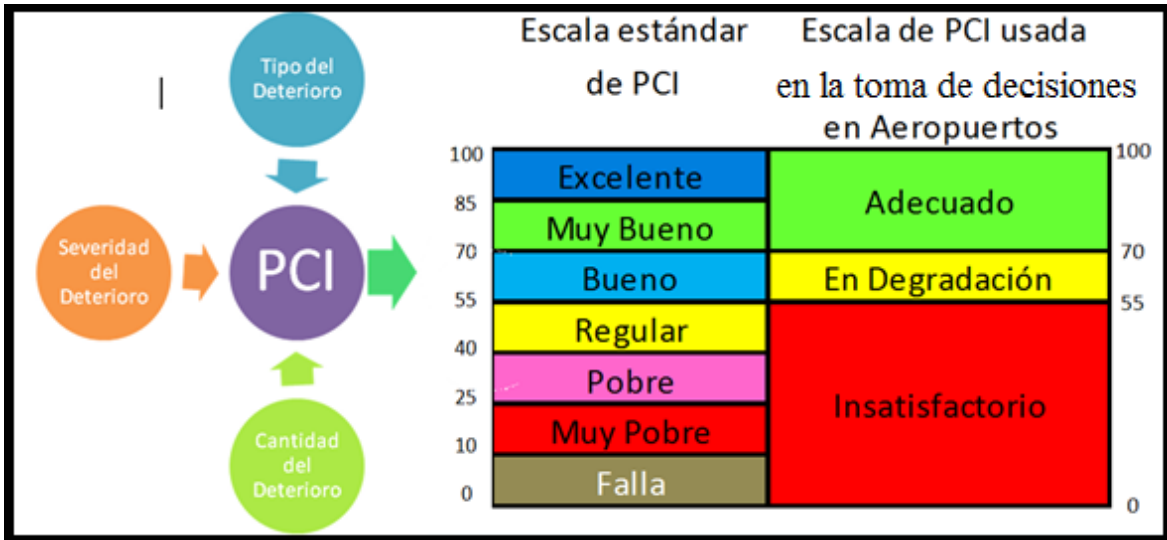 Tipo del
Deterioro
Severidad
del
Deterioro
PCI
Cantidad
del
Deterioro
Escala estándar
de PCI
Escala de PCI usada
en la toma de decisiones
en Aeropuertos
100
Excelente
85
Muy Bueno
70
Bueno
55
Regular
40
Pobre
25
Muy Pobre
10
Falla
0
Adecuado
En Degradación
Insatisfactorio
100
70
55
0